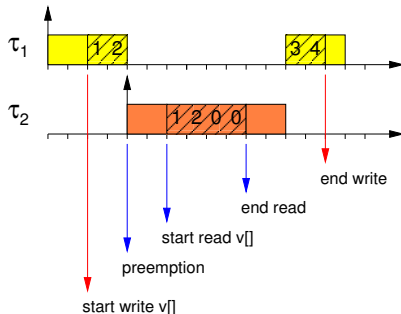 τ1 1 2 3 4
τ2 1 2 0 0
end write
end read
start read v[]
preemption
start write v[]